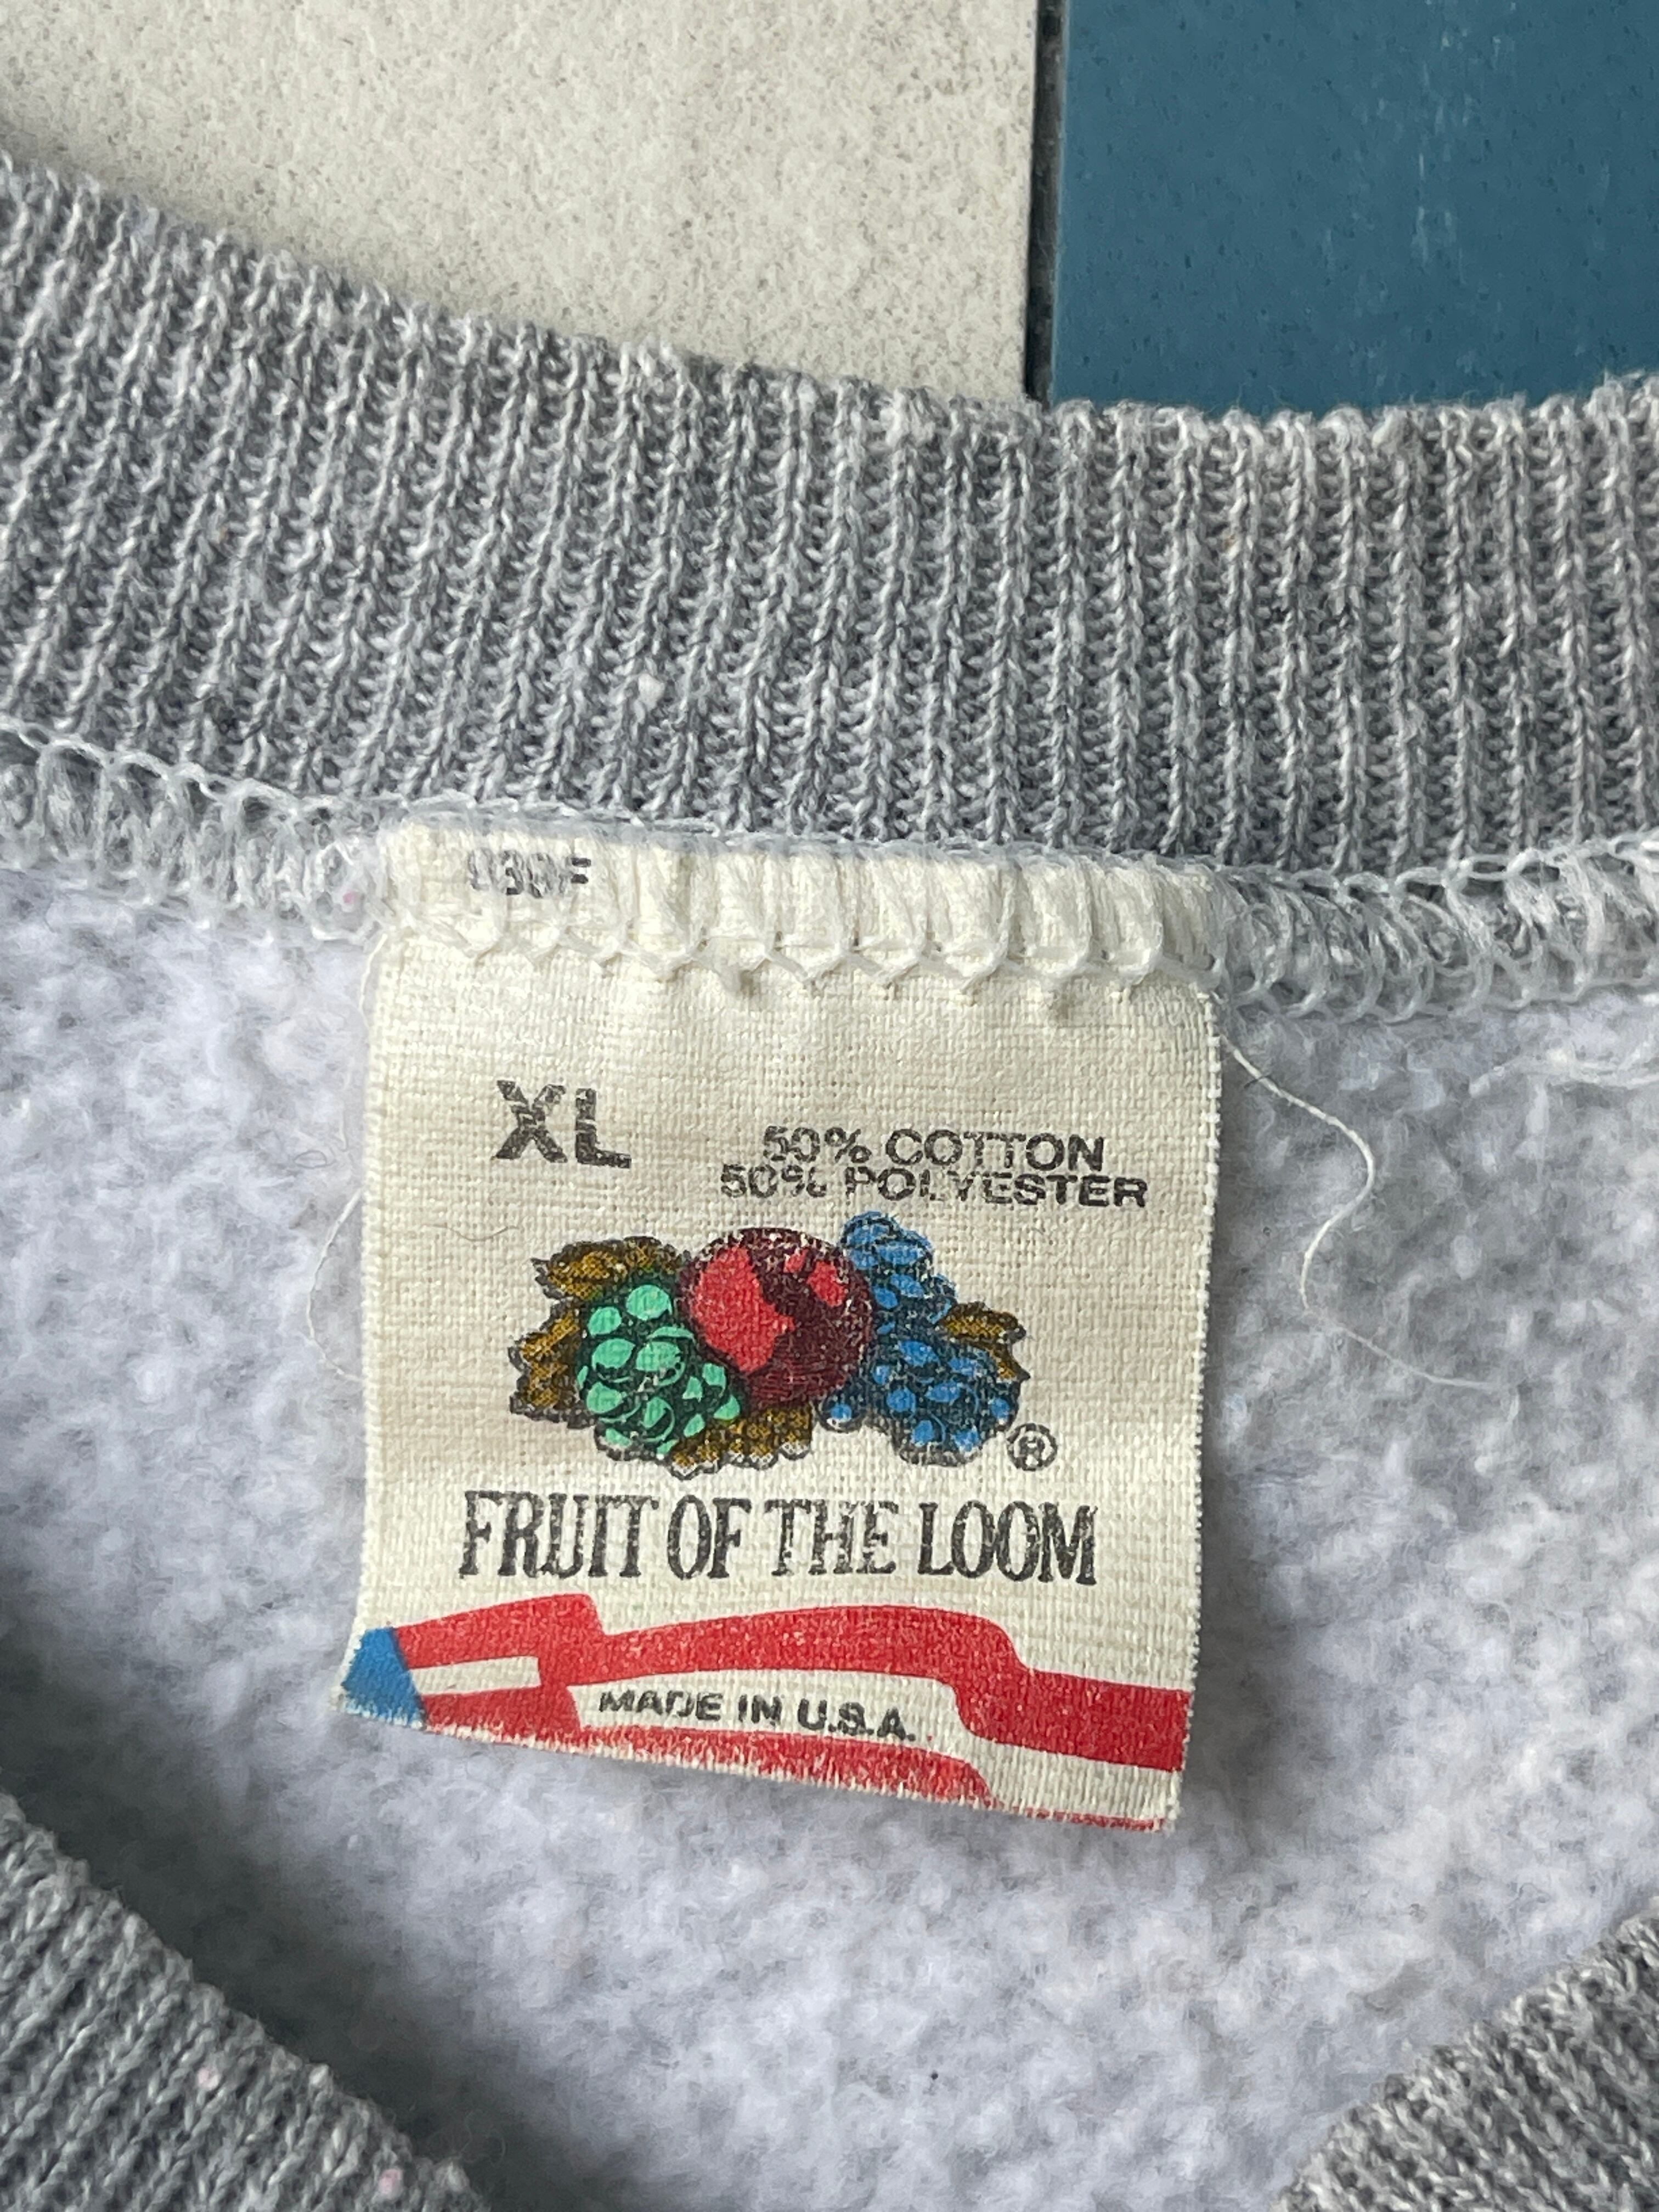 XL
50% COTTON
50% POLYESTER
®
FRUIT OF THE LOOM
MADE IN U.S.A.